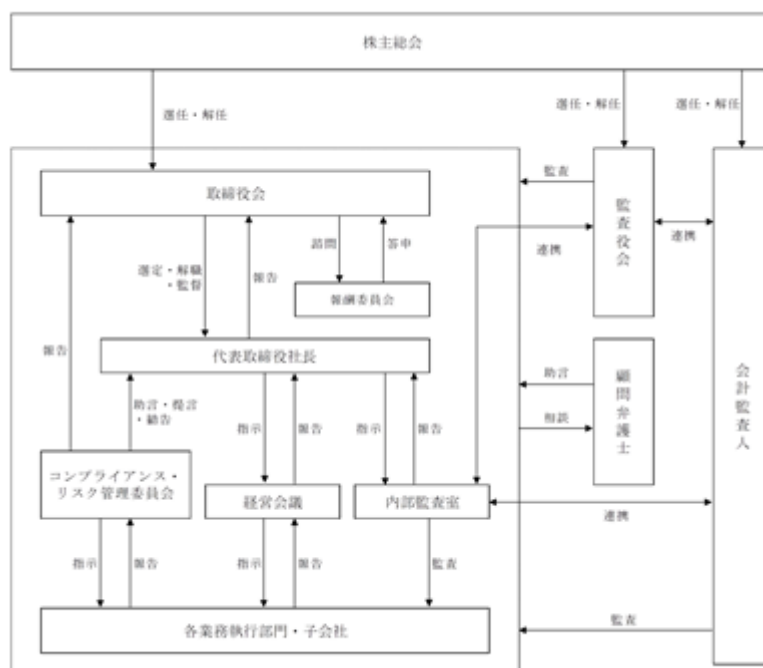 株主総会
選任・解任
選任・解任
選任・解任
取締役会
監査
監査役会
連携
連携
諮問
答申
選定・解職
・監督
報告
報酬委員会
報告
代表取締役社長
助言
顧問弁護士
相談
会計監査人
助言・提言
・勧告
指示
報告
指示
報告
コンプライアンス・
リスク管理委員会
経営会議
内部監査室
連携
指示
報告
指示
報告
監査
各業務執行部門・子会社
監査